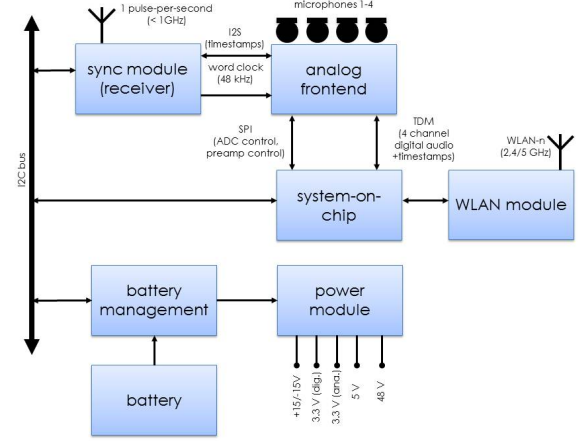 1 pulse-per-second
(< 1GHz)
microphones 1-4
I2S
(timestamps)
sync module
(receiver)
word clock
(48 kHz)
analog
frontend
SPI
(ADC control,
preamp control)
TDM
(4 channel
digital audio
+timestamps)
WLAN-n
(2,4/5 GHz)
I2C bus
system-on-
chip
WLAN module
battery
management
power
module
battery
+15/-15V
3.3 V (dig.)
3.3 V (ana.)
5 V
48 V